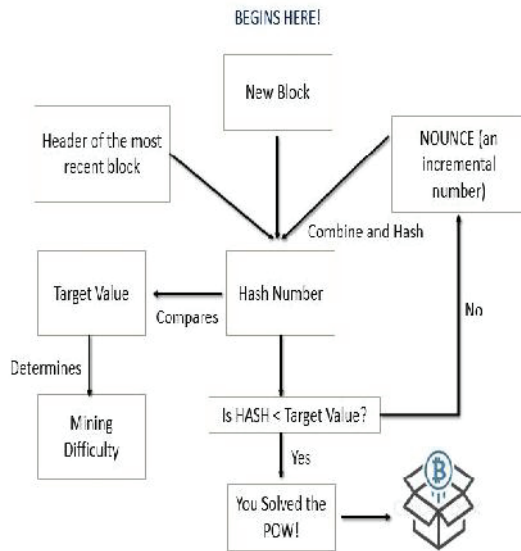 BEGINS HERE!
New Block
Header of the most
recent block
NOUNCE (an
incremental
number)
Combine and Hash
Target Value
Compares
Hash Number
No
Determines
Mining
Difficulty
Is HASH < Target Value?
Yes
You Solved the
POW!